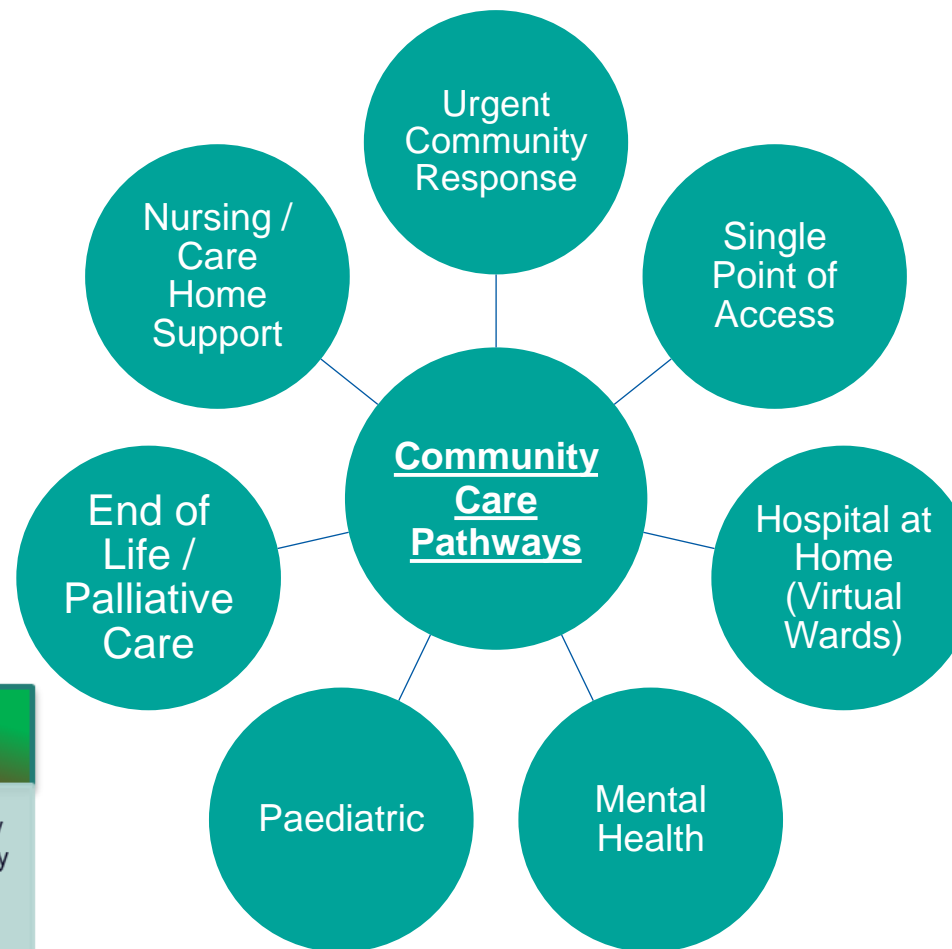 Urgent
Community
Response
Single
Point of
Access
Hospital at
Home
(Virtual
Wards)
Mental
Health
Paediatric
End of
Life /
Palliative
Care
Nursing /
Care
Home
Support
Community
Care
Pathways